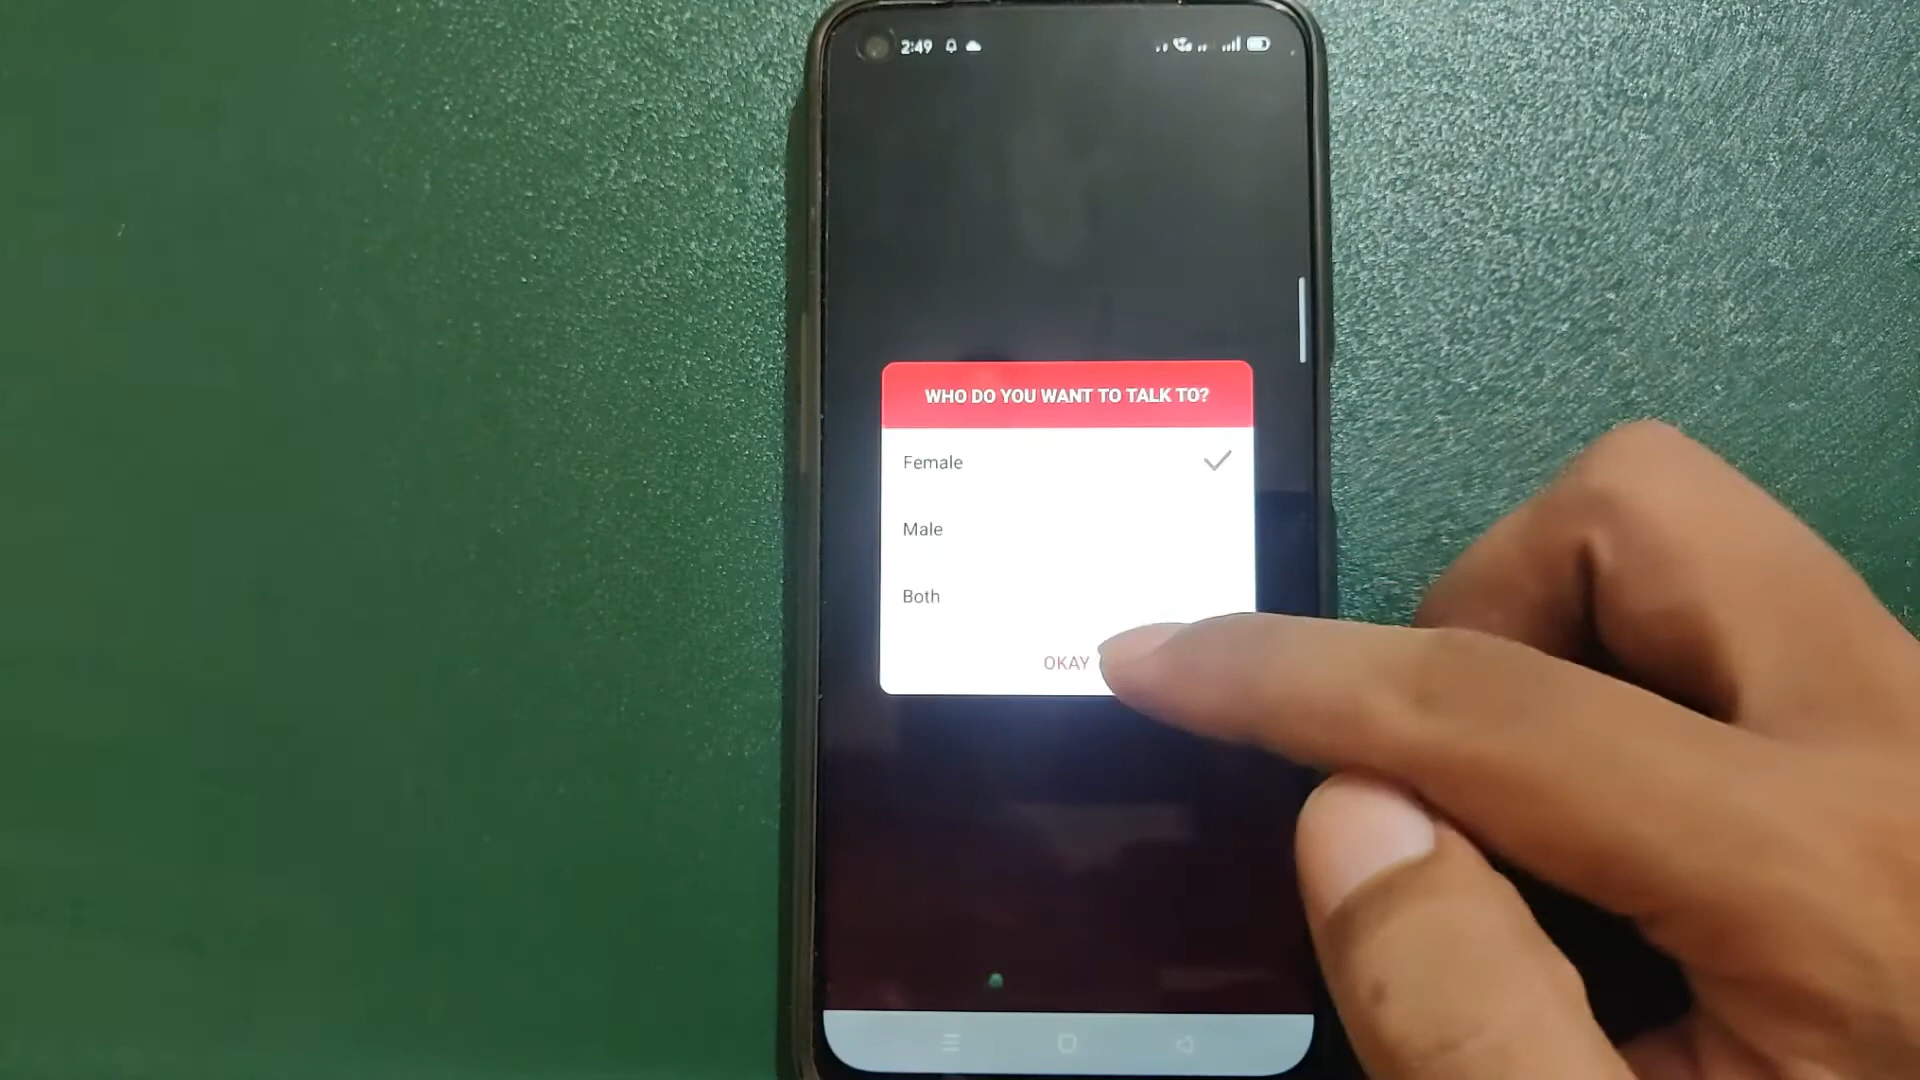 2:49
WHO DO YOU WANT TO TALK TO?
Female
Male
Both
OKAY